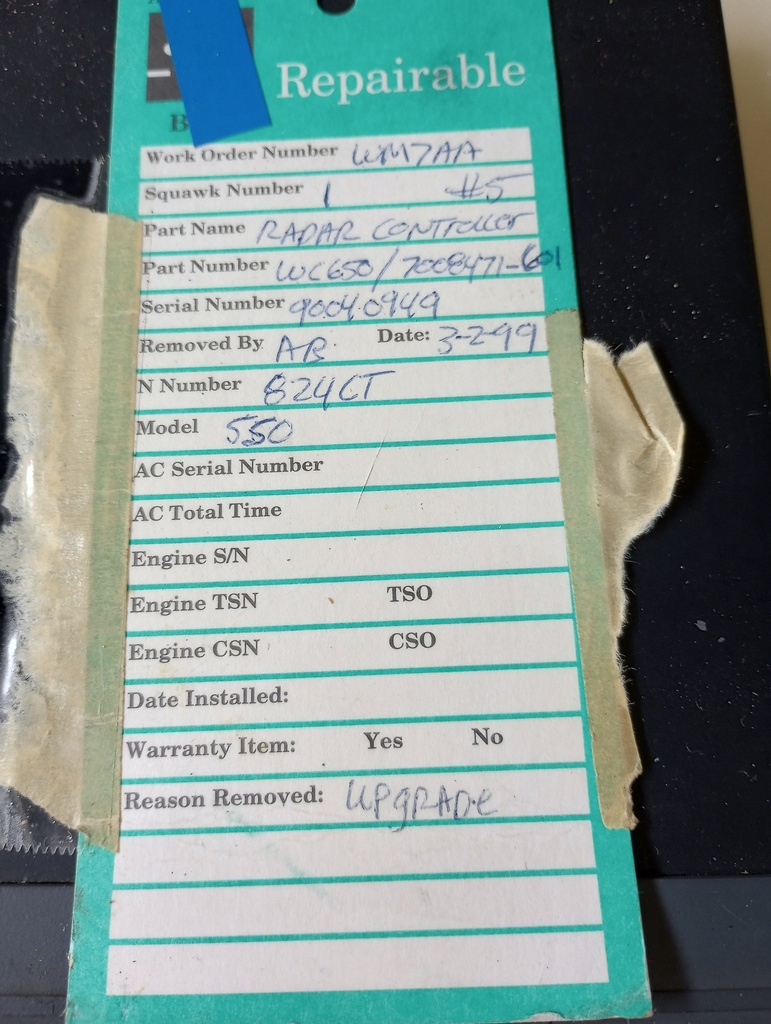 Repairable
Work Order Number WM7AA
Squawk Number 1 #5
Part Name RADAR CONTROLLER
Part Number WC650/7008471-601
Serial Number 90040949
Removed By AB Date: 3-2-99
N Number 824CT
Model 550
AC Serial Number
AC Total Time
Engine S/N
Engine TSN TSO
Engine CSN CSO
Date Installed:
Warranty Item: Yes No
Reason Removed: UPgRADe